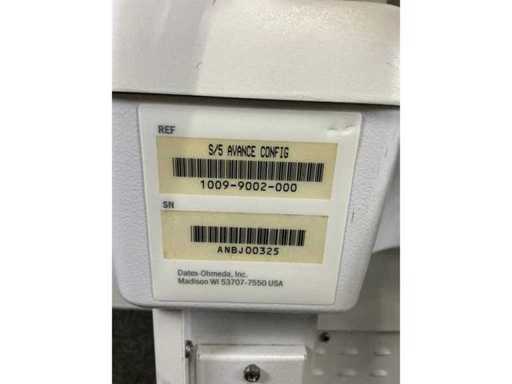 REF
S/5 AVANCE CONFIG
1009-9002-000
SN
ANBJ00325
Datex-Ohmeda, Inc.
Madison WI 53707-7550 USA